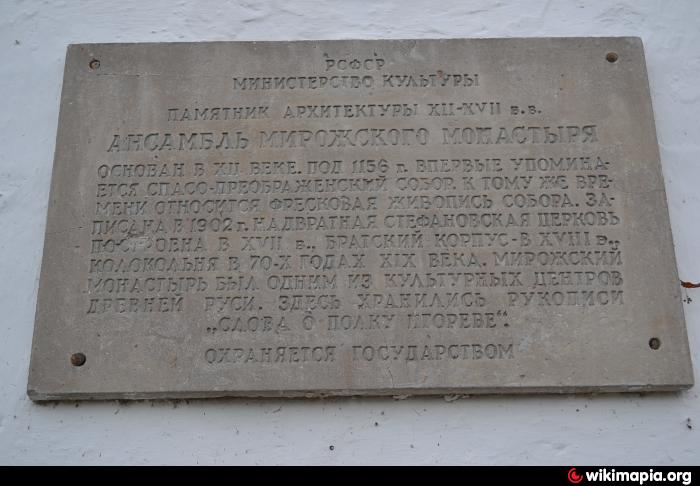 РСФСР
МИНИСТЕРСТВО КУЛЬТУРЫ
ПАМЯТНИК АРХИТЕКТУРЫ XII-XVII в.в.
АНСАМБЛЬ МИРОЖСКОГО МОНАСТЫРЯ
ОСНОВАН В XII ВЕКЕ. ПОД 1156 г. ВПЕРВЫЕ УПОМИНА-
ЕТСЯ СПАСО-ПРЕОБРАЖЕНСКИЙ СОБОР. К ТОМУ ЖЕ ВРЕ-
МЕНИ ОТНОСИТСЯ ФРЕСКОВАЯ ЖИВОПИСЬ СОБОРА. ЗА-
ПИСАНА В 1902 г. НАДВРАТНАЯ СТЕФАНОВСКАЯ ЦЕРКОВЬ
ПОСТРОЕНА В XVII в., БРАТСКИЙ КОРПУС-В XVIII в.,
КОЛОКОЛЬНЯ В 70-Х ГОДАХ XIX ВЕКА. МИРОЖСКИЙ
МОНАСТЫРЬ БЫЛ ОДНИМ ИЗ КУЛЬТУРНЫХ ЦЕНТРОВ
ДРЕВНЕЙ РУСИ. ЗДЕСЬ ХРАНИЛИСЬ РУКОПИСИ
„СЛОВА О ПОЛКУ ИГОРЕВЕ".
ОХРАНЯЕТСЯ ГОСУДАРСТВОМ
wikimapia.org